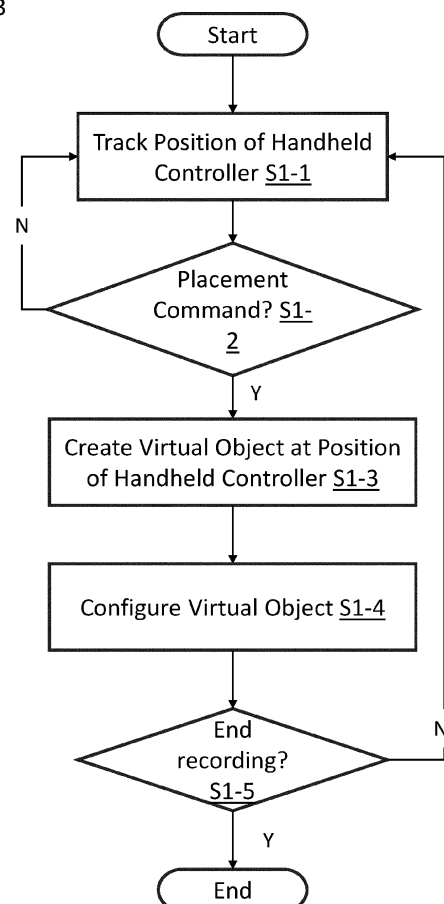 3
Start
Track Position of Handheld
Controller S1-1
N
Placement
Command? S1-
2
Y
Create Virtual Object at Position
of Handheld Controller S1-3
Configure Virtual Object S1-4
End
recording?
S1-5
N
Y
End